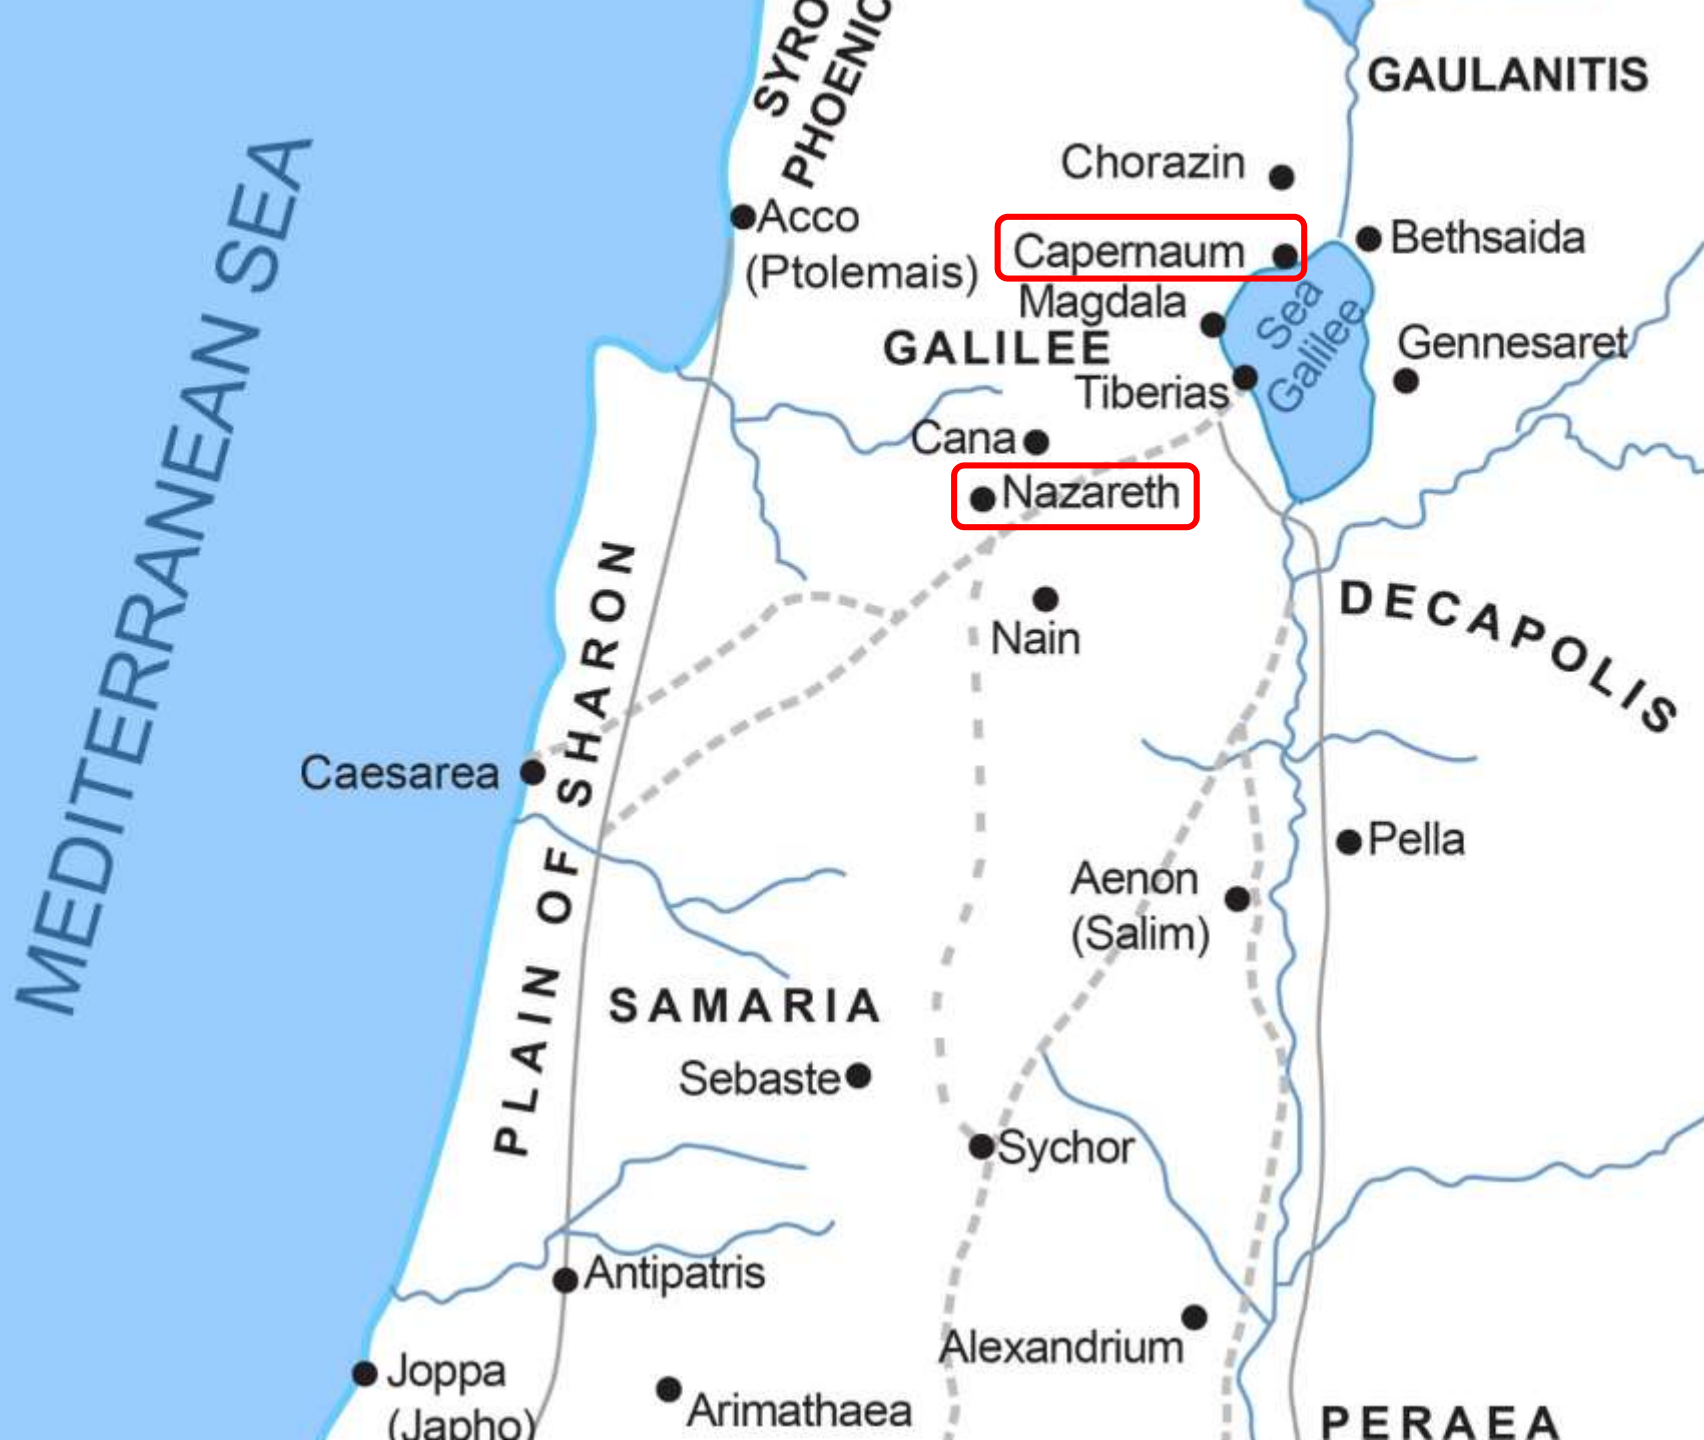 SYRO
PHOENIC
GAULANITIS
MEDITERRANEAN SEA
Chorazin
Acco
(Ptolemais)
Capernaum
Bethsaida
Magdala
Sea
Galilee
GALILEE
Gennesaret
Tiberias
Cana
Nazareth
DECAPOLIS
Nain
PLAIN OF SHARON
Caesarea
Pella
Aenon
(Salim)
SAMARIA
Sebaste
Sychor
Antipatris
Alexandrium
Joppa
(Japho)
Arimathaea
PERAEA